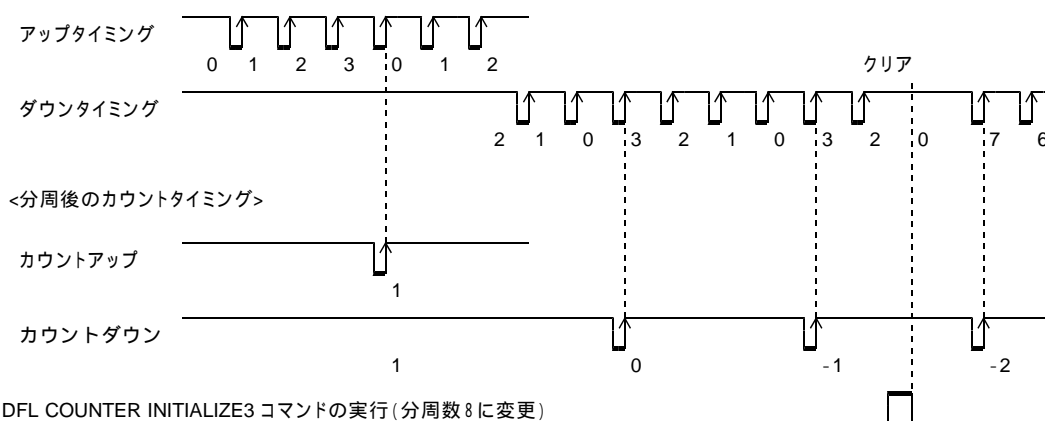 アップタイミング
0 1 2 3 0 1 2
クリア
ダウンタイミング
2 1 0 3 2 1 0 3 2 0 7 6
<分周後のカウントタイミング>
カウントアップ
1
カウントダウン
1 0 -1 -2
DFL COUNTER INITIALIZE3 コマンドの実行(分周数8に変更)